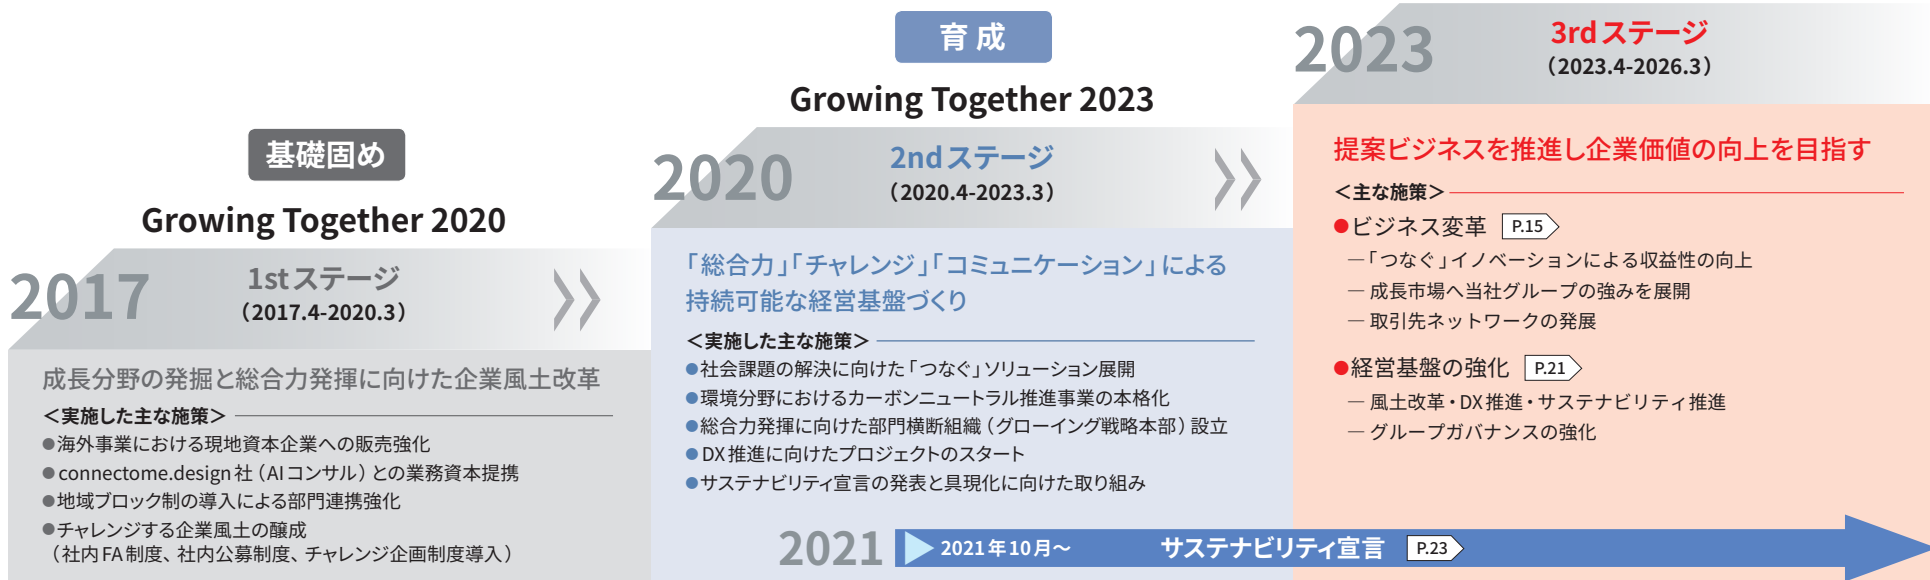 基礎固め
Growing Together 2020
2017
1stステージ
（2017.4-2020.3）
成長分野の発掘と総合力発揮に向けた企業風土改革
＜実施した主な施策＞
●海外事業における現地資本企業への販売強化
●connectome.design社（AIコンサル）との業務資本提携
●地域ブロック制の導入による部門連携強化
●チャレンジする企業風土の醸成
（社内FA制度、社内公募制度、チャレンジ企画制度導入）
育成
Growing Together 2023
2020
2ndステージ
（2020.4-2023.3）
「総合力」「チャレンジ」「コミュニケーション」による
持続可能な経営基盤づくり
＜実施した主な施策＞
●社会課題の解決に向けた「つなぐ」ソリューション展開
●環境分野におけるカーボンニュートラル推進事業の本格化
●総合力発揮に向けた部門横断組織（グローイング戦略本部）設立
●DX推進に向けたプロジェクトのスタート
●サステナビリティ宣言の発表と具現化に向けた取り組み
2023
3rdステージ
（2023.4-2026.3）
提案ビジネスを推進し企業価値の向上を目指す
＜主な施策＞
●ビジネス変革 P.15
―「つなぐ」イノベーションによる収益性の向上
― 成長市場へ当社グループの強みを展開
― 取引先ネットワークの発展
●経営基盤の強化 P.21
― 風土改革・DX推進・サステナビリティ推進
― グループガバナンスの強化
2021
2021年10月～ サステナビリティ宣言 P.23